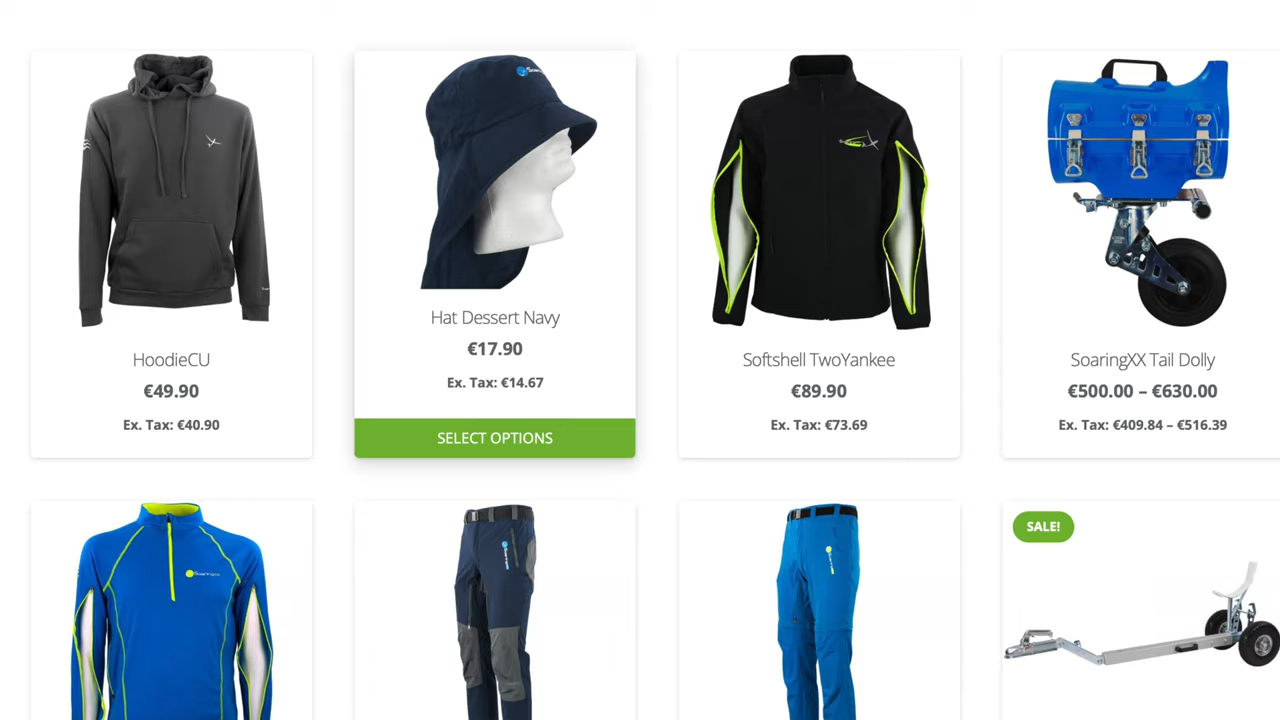 HoodieCU
€49.90
Ex. Tax: €40.90
Hat Dessert Navy
€17.90
Ex. Tax: €14.67
SELECT OPTIONS
Softshell TwoYankee
€89.90
Ex. Tax: €73.69
SoaringXX Tail Dolly
€500.00 – €630.00
Ex. Tax: €409.84 – €516.39
SALE!